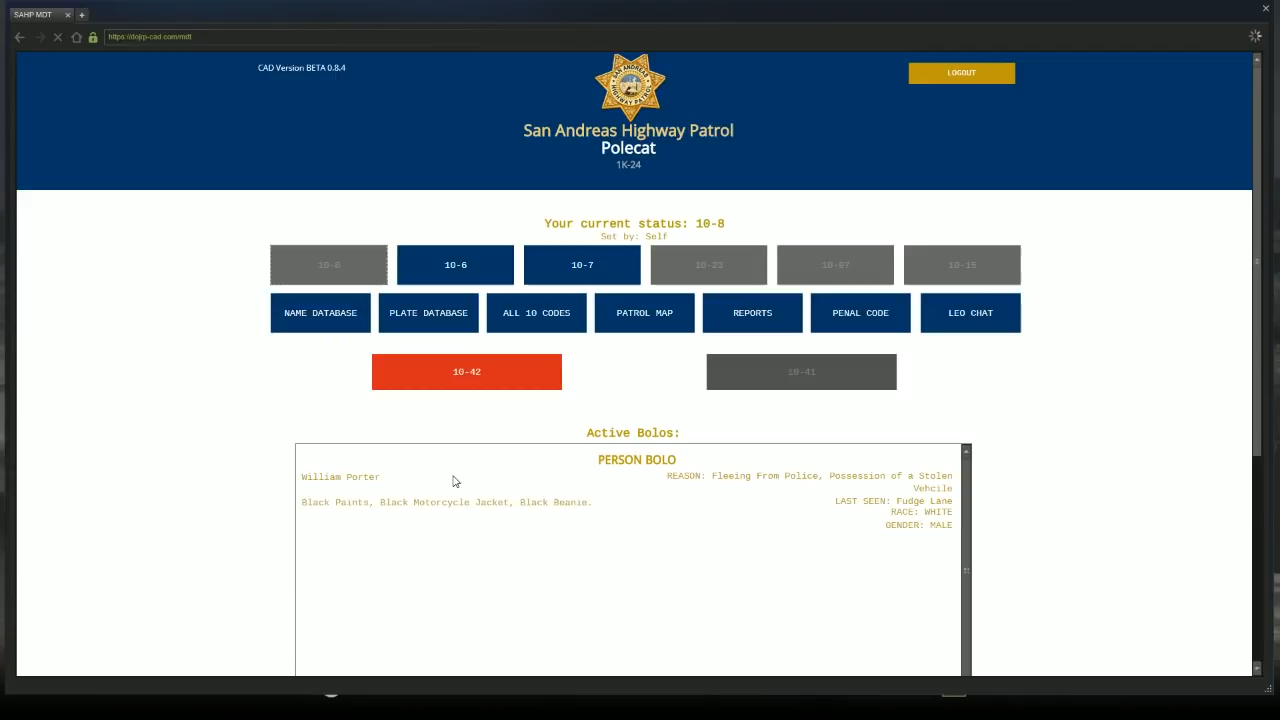 SAHP MDT
https://dojrp-cad.com/mdt
CAD Version BETA 0.8.4
SAN ANDREAS
HIGHWAY PATROL
LOGOUT
San Andreas Highway Patrol
Polecat
1K-24
Your current status: 10-8
Set by: Self
10-8 10-6 10-7 10-23 10-97 10-15
NAME DATABASE PLATE DATABASE ALL 10 CODES PATROL MAP REPORTS PENAL CODE LEO CHAT
10-42 10-41
Active Bolos:
PERSON BOLO
William Porter
REASON: Fleeing From Police, Possession of a Stolen
Vehcile
Black Paints, Black Motorcycle Jacket, Black Beanie.
LAST SEEN: Fudge Lane
RACE: WHITE
GENDER: MALE